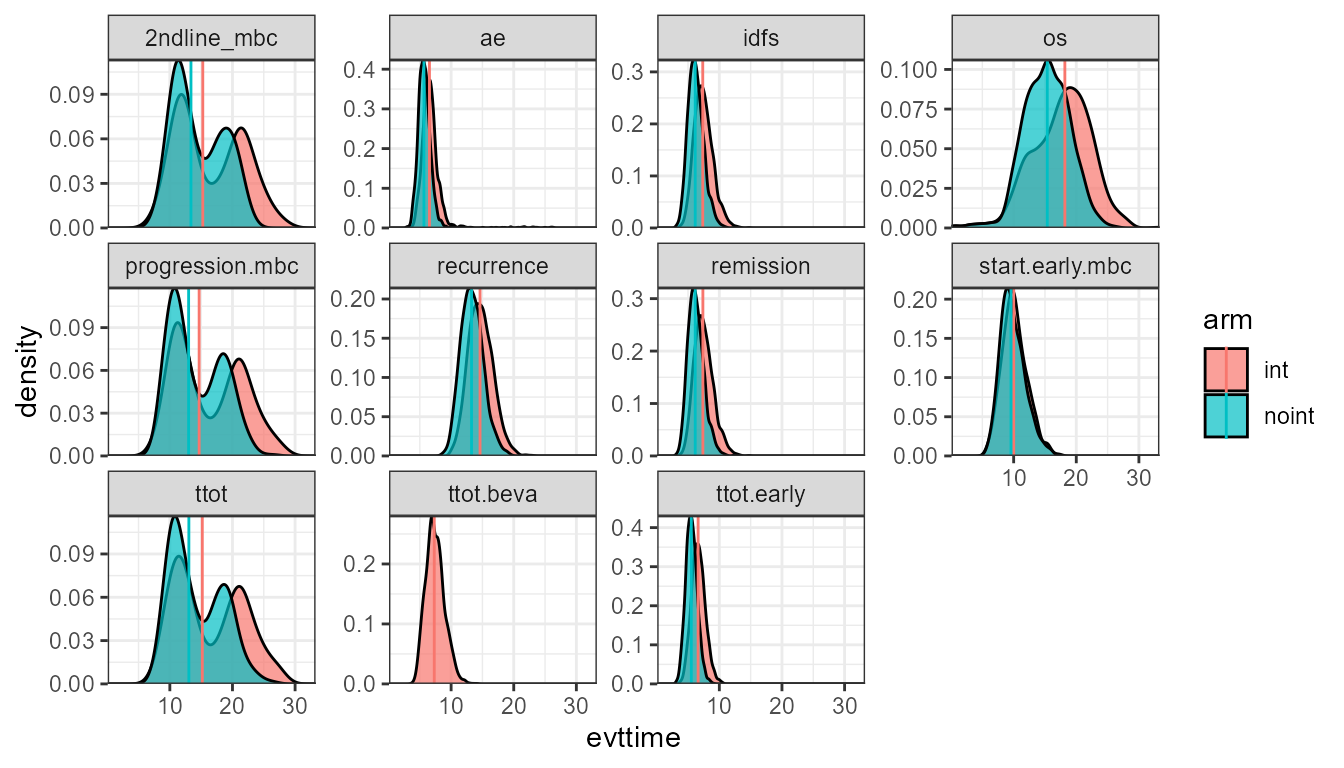 2ndline_mbc ae idfs os
0.09 0.4 0.3 0.100
0.06 0.3 0.2 0.075
0.03 0.2 0.1 0.050
0.00 0.1 0.0 0.025
0.0 0.000
progression.mbc recurrence remission start.early.mbc
0.09 0.20 0.3 0.20
0.06 0.15 0.2 0.15
0.03 0.10 0.1 0.10
0.00 0.05 0.0 0.05
0.00 0.00
10 20 30
ttot ttot.beva ttot.early
0.09 0.2 0.4
0.06 0.1 0.3
0.03 0.0 0.2
0.00 0.1
0.0
10 20 30 10 20 30 10 20 30
evttime
density
arm
int
noint